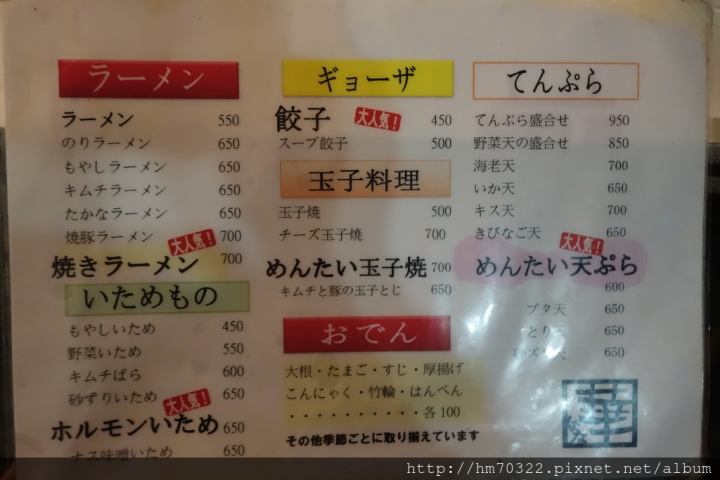 ラーメン
ラーメン 550
のりラーメン 650
もやしラーメン 650
キムチラーメン 650
たかなラーメン 650
焼豚ラーメン 700
大人気！
焼きラーメン 700
いためもの
もやしいため 450
野菜いため 550
キムチばら 600
砂ずりいため 650
大人気！
ホルモンいため 650
ナス味噌いため 650
ギョーザ
餃子 大人気！ 450
スープ餃子 500
玉子料理
玉子焼 500
チーズ玉子焼 700
めんたい玉子焼 700
キムチと豚の玉子とじ 650
おでん
大根・たまご・すじ・厚揚げ
こんにゃく・竹輪・はんぺん
・・・・・・・・・・各100
その他季節ごとに取り揃えています
てんぷら
てんぷら盛合せ 950
野菜天の盛合せ 850
海老天 700
いか天 650
キス天 700
きびなご天 650
大人気！
めんたい天ぷら
600
ブタ天 650
とり天 650
天 650
http://hm70322.pixnet.net/album